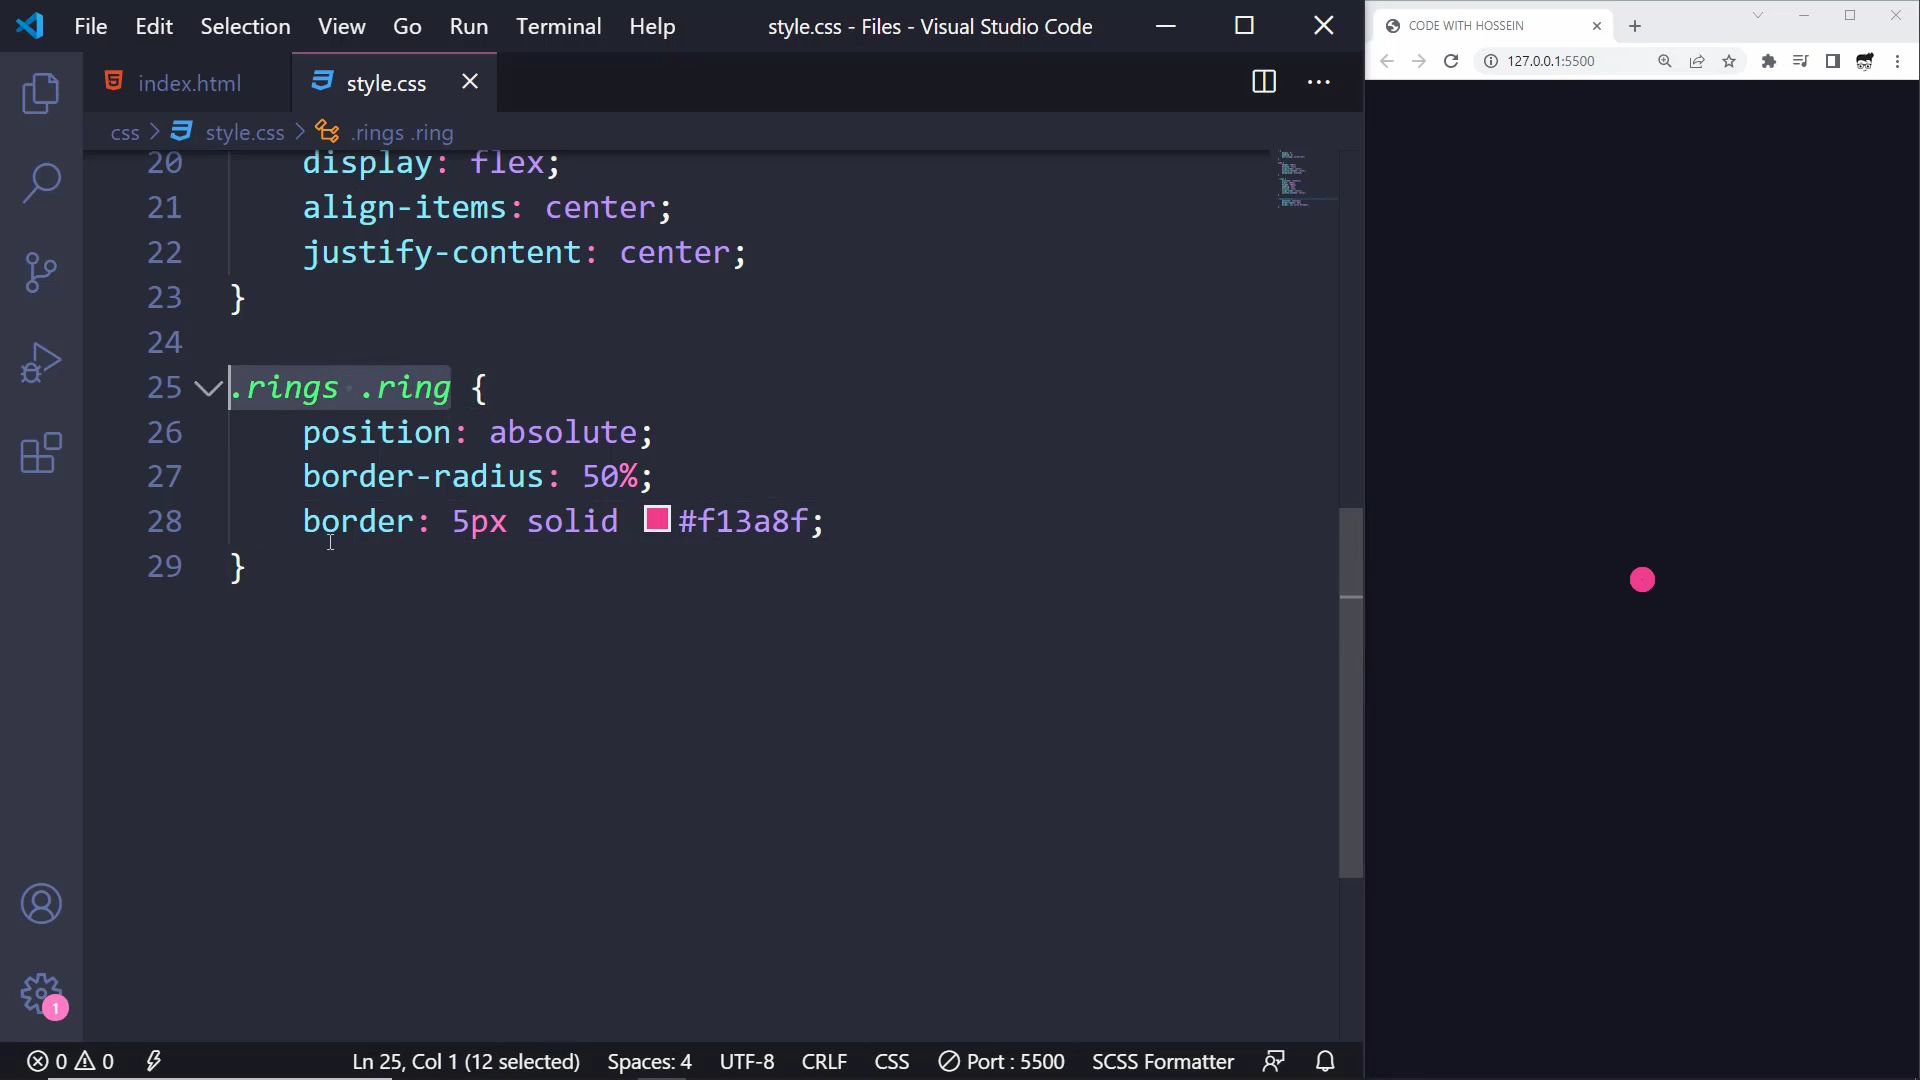 File Edit Selection View Go Run Terminal Help style.css - Files - Visual Studio Code
index.html style.css
css > style.css > .rings .ring
20 display: flex;
21 align-items: center;
22 justify-content: center;
23 }
24
25 .rings .ring {
26 position: absolute;
27 border-radius: 50%;
28 border: 5px solid #f13a8f;
29 }
1
0 0 Ln 25, Col 1 (12 selected) Spaces: 4 UTF-8 CRLF CSS Port : 5500 SCSS Formatter
CODE WITH HOSSEIN
127.0.0.1:5500